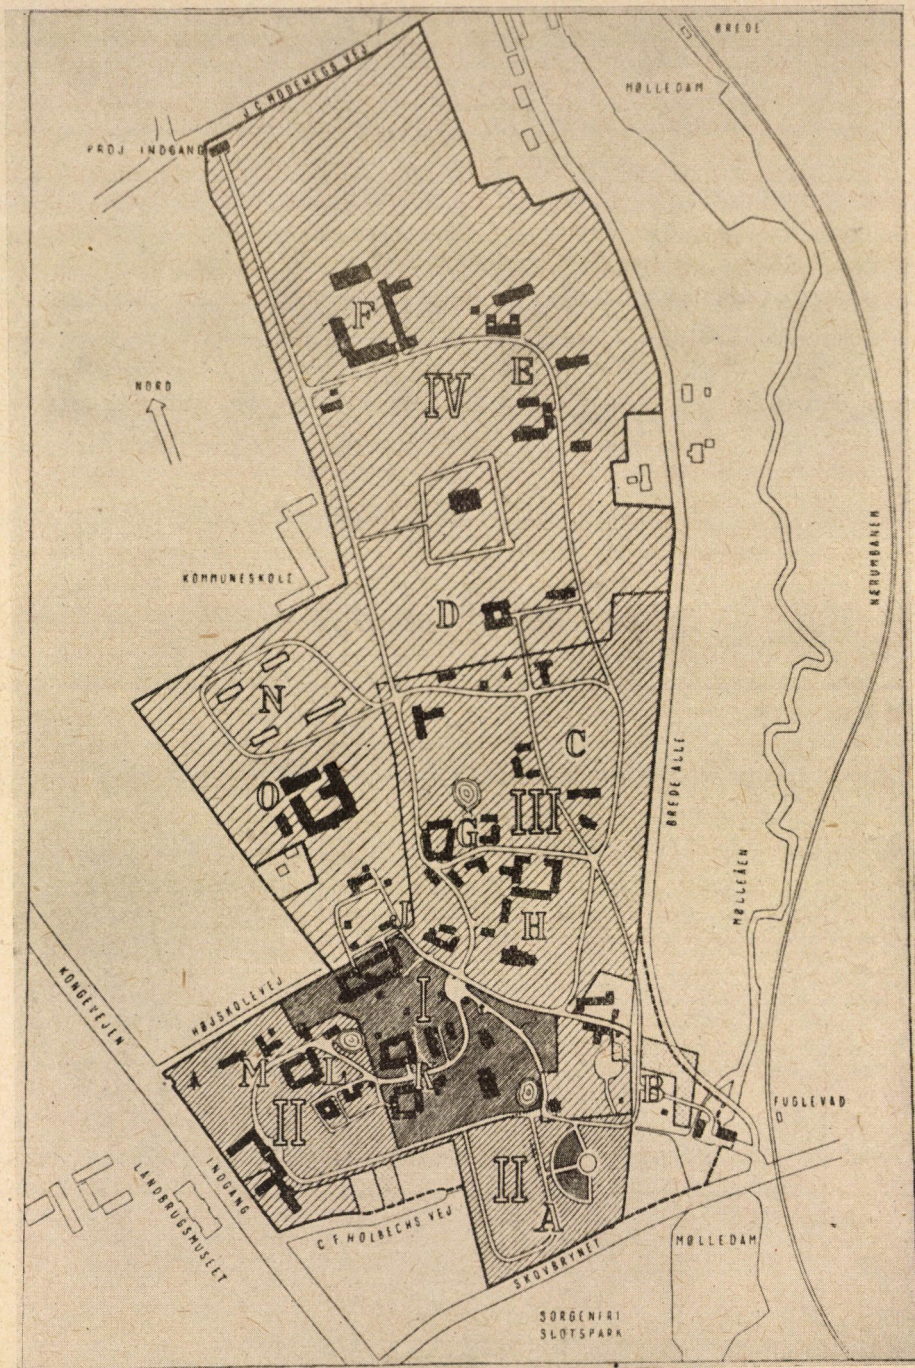 BREDE
MØLLEDAM
J.C. MODEWEGS VEJ
PROJ. INDGANG
F
E
IV
NORD
KOMMUNESKOLE
NÆRUMBANEN
D
N
C
BREDE ALLE
O
G
III
MØLLEÅEN
H
J
KONGEVEJEN
HØJSKOLEVEJ
I
M
L
K
B
FUGLEVAD
II
INDGANG
LANDBRUGSMUSEET
II
A
C F HOLBECHS VEJ
SKOVBRYNET
MØLLEDAM
SORGENFRI
SLOTSPARK